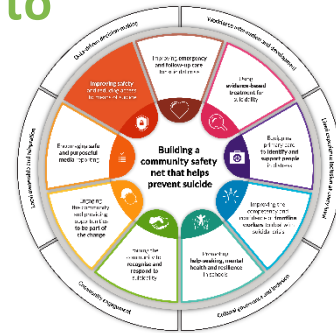 to
Data driven decision-making
Workforce information and development
Improving safety
and reducing access
to means of suicide
Improving emergency
and follow-up care
for suicidal crisis
Using
evidence-based
treatment for
suicidality
Equipping
primary care
to identify and
support people
in distress
Improving the
competency and
confidence of frontline
workers to deal with
suicidal crisis
Promoting
help-seeking, mental
health and resilience
in schools
Training the
community to
recognise and
respond to
suicidality
Engaging
the community
and providing
opportunities
to be part of
the change
Encouraging safe
and purposeful
media reporting
Building a
community safety
net that helps
prevent suicide
Community engagement